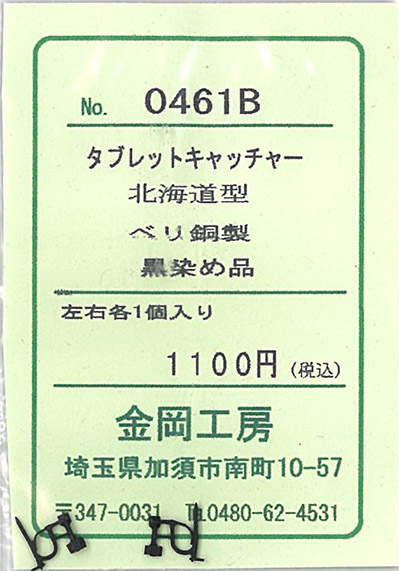 No. 0461B
タブレットキャッチャー
北海道型
ベリ銅製
黒染め品
左右各1個入り
1100円(税込)
金岡工房
埼玉県加須市南町10-57
〒347-0031 TEL0480-62-4531